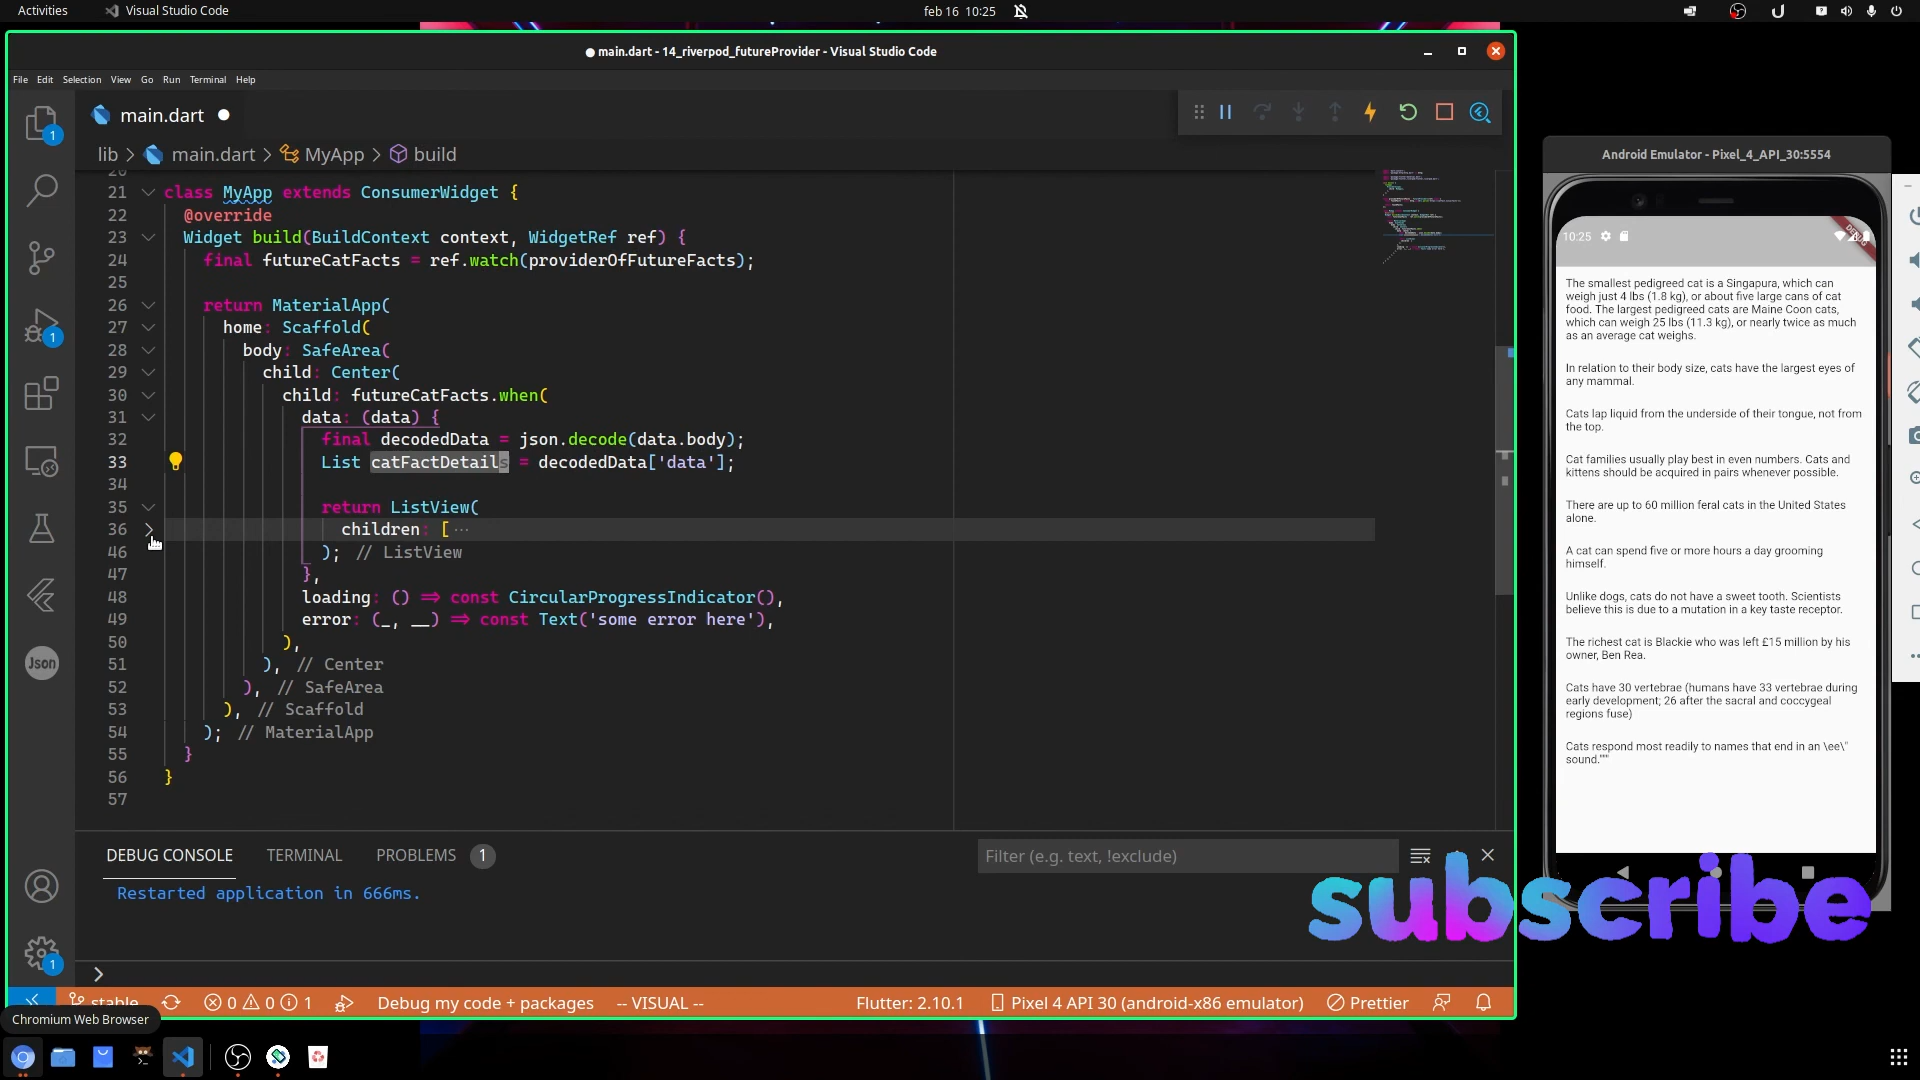 Activities
Visual Studio Code
feb 16 10:25
● main.dart - 14_riverpod_futureProvider - Visual Studio Code
File Edit Selection View Go Run Terminal Help
main.dart
lib > main.dart > MyApp > build
21 class MyApp extends ConsumerWidget {
22 @override
23 Widget build(BuildContext context, WidgetRef ref) {
24 final futureCatFacts = ref.watch(providerOfFutureFacts);
25
26 return MaterialApp(
27 home: Scaffold(
28 body: SafeArea(
29 child: Center(
30 child: futureCatFacts.when(
31 data: (data) {
32 final decodedData = json.decode(data.body);
33 List catFactDetails = decodedData['data'];
34
35 return ListView(
36 children: [ ...
46 ); // ListView
47 },
48 loading: () => const CircularProgressIndicator(),
49 error: (_, __) => const Text('some error here'),
50 ),
51 ), // Center
52 ), // SafeArea
53 ), // Scaffold
54 ); // MaterialApp
55 }
56 }
57
DEBUG CONSOLE TERMINAL PROBLEMS 1
Filter (e.g. text, !exclude)
Restarted application in 666ms.
>
stable
0 0 1
Debug my code + packages
-- VISUAL --
Flutter: 2.10.1
Pixel 4 API 30 (android-x86 emulator)
Prettier
Chromium Web Browser
Json
1
1
1
Android Emulator - Pixel_4_API_30:5554
10:25
DEBUG
The smallest pedigreed cat is a Singapura, which can
weigh just 4 lbs (1.8 kg), or about five large cans of cat
food. The largest pedigreed cats are Maine Coon cats,
which can weigh 25 lbs (11.3 kg), or nearly twice as much
as an average cat weighs.
In relation to their body size, cats have the largest eyes of
any mammal.
Cats lap liquid from the underside of their tongue, not from
the top.
Cat families usually play best in even numbers. Cats and
kittens should be acquired in pairs whenever possible.
There are up to 60 million feral cats in the United States
alone.
A cat can spend five or more hours a day grooming
himself.
Unlike dogs, cats do not have a sweet tooth. Scientists
believe this is due to a mutation in a key taste receptor.
The richest cat is Blackie who was left £15 million by his
owner, Ben Rea.
Cats have 30 vertebrae (humans have 33 vertebrae during
early development; 26 after the sacral and coccygeal
regions fuse)
Cats respond most readily to names that end in an \ee\"
sound."""
subscribe